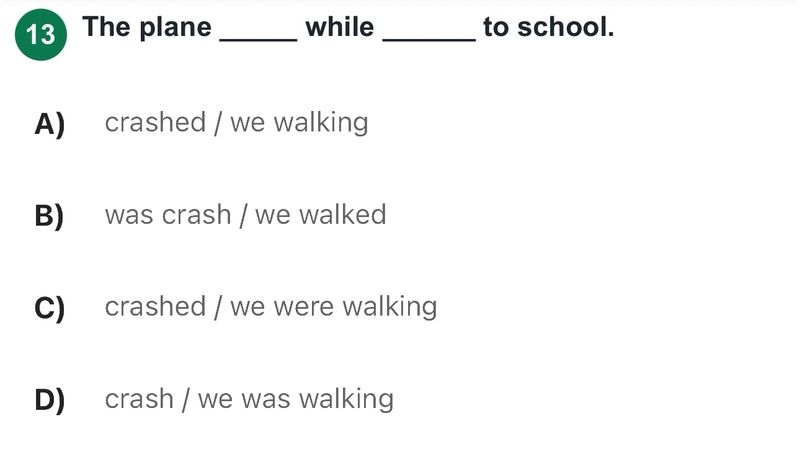 13 The plane _____ while ______ to school.
A) crashed / we walking
B) was crash / we walked
C) crashed / we were walking
D) crash / we was walking